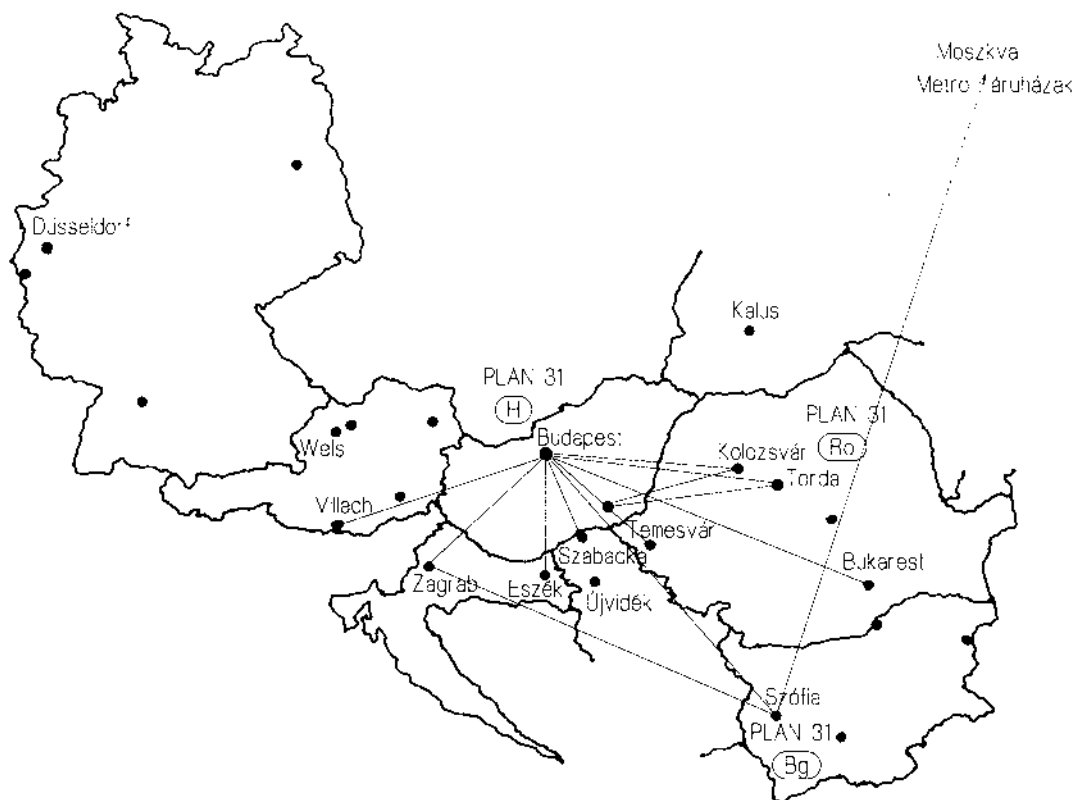 Moszkva
Metro Áruházak
Düsseldorf
Kalus
PLAN 31
H
PLAN 31
Ro
Budapest
Wels
Kolozsvár
Torda
Villach
Temesvár
Szabadka
Bukarest
Zágráb
Eszék
Újvidék
Szófia
PLAN 31
Bg